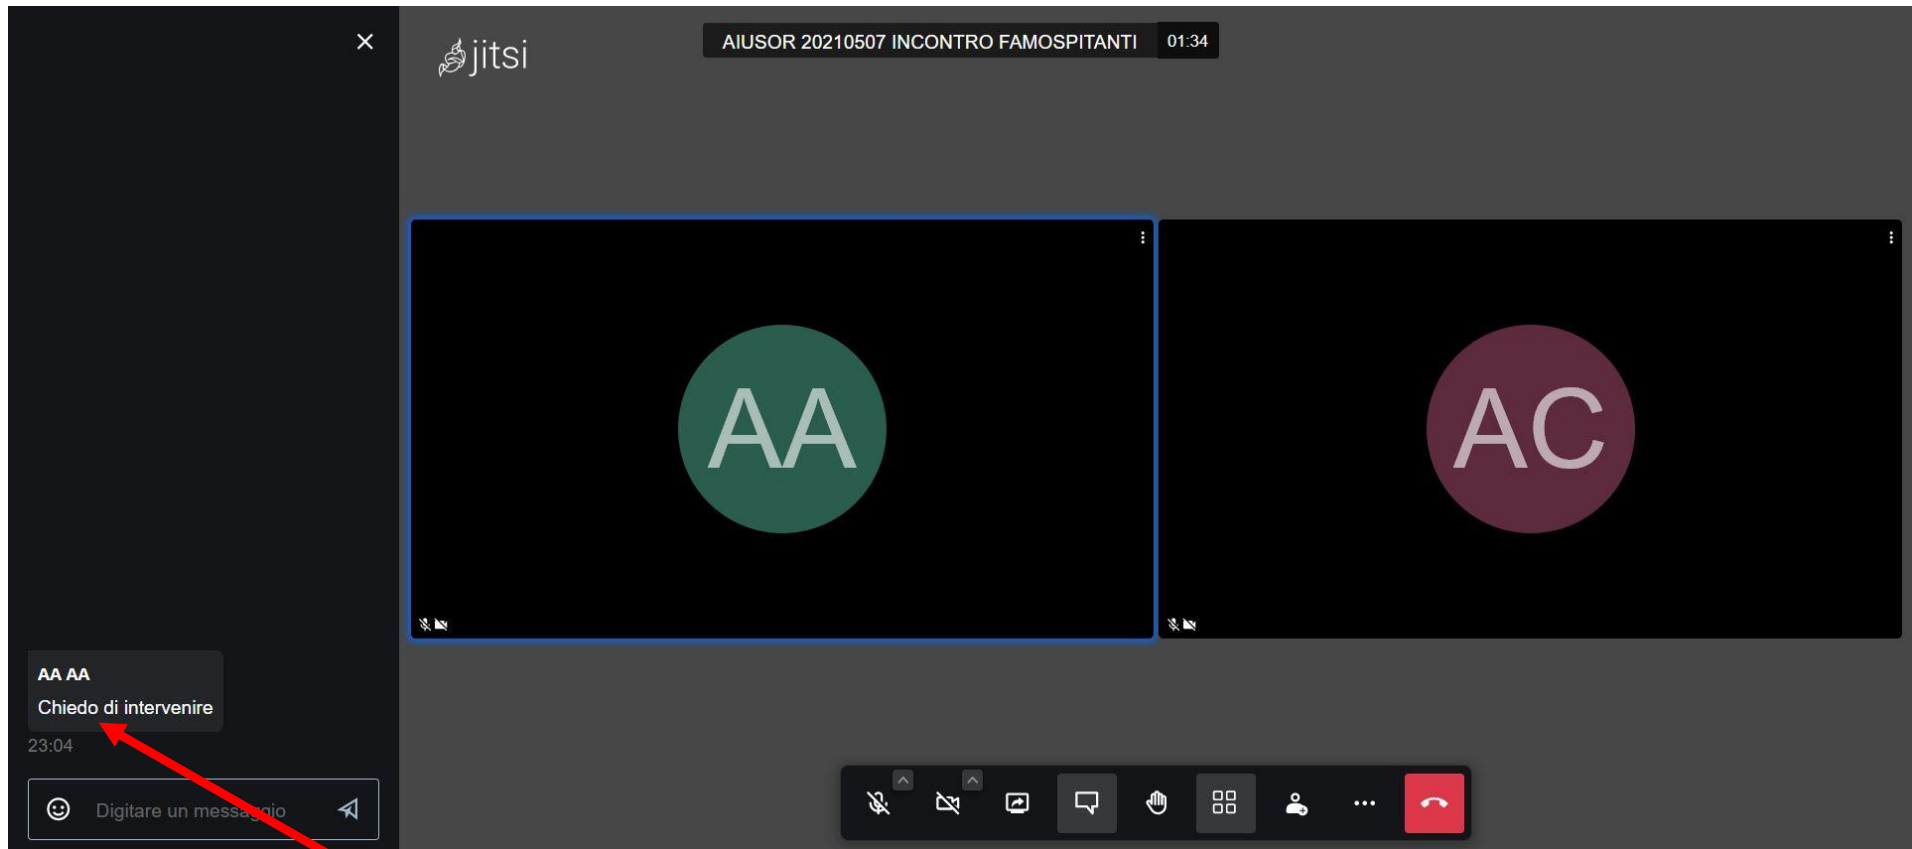 jitsi
AIUSOR 20210507 INCONTRO FAMOSPITANTI 01:34
AA
AC
AA AA
Chiedo di intervenire
23:04
Digitare un messaggio